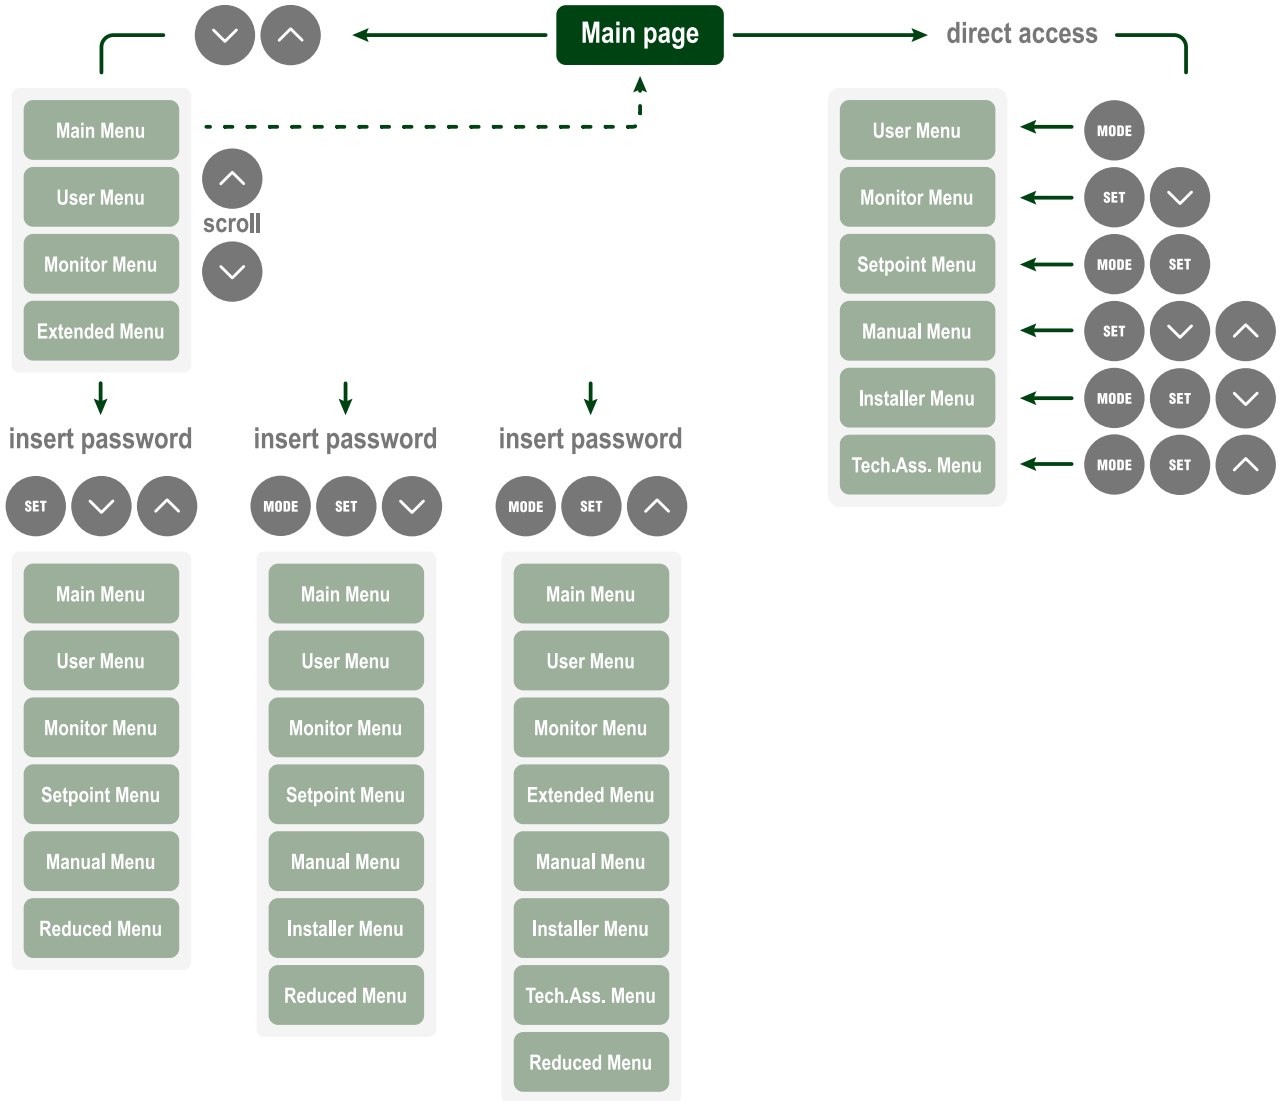 Main page
direct access
Main Menu
User Menu
scroll
Monitor Menu
Extended Menu
User Menu
MODE
Monitor Menu
SET
Setpoint Menu
MODE SET
Manual Menu
SET
Installer Menu
MODE SET
Tech.Ass. Menu
MODE SET
insert password
SET
Main Menu
User Menu
Monitor Menu
Setpoint Menu
Manual Menu
Reduced Menu
insert password
MODE SET
Main Menu
User Menu
Monitor Menu
Setpoint Menu
Manual Menu
Installer Menu
Reduced Menu
insert password
MODE SET
Main Menu
User Menu
Monitor Menu
Extended Menu
Manual Menu
Installer Menu
Tech.Ass. Menu
Reduced Menu